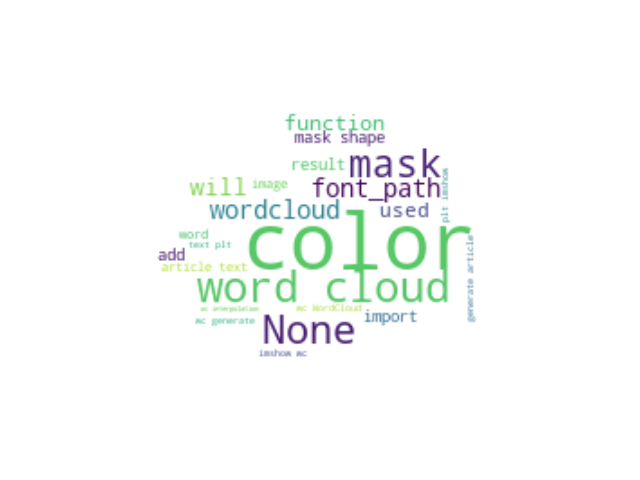 function
mask shape
result mask
will image font_path
plt imshow
wordcloud used
word
text plt
color
add
article text
generate article
word cloud
wc interpolation wc WordCloud
wc generate
import
None
imshow wc